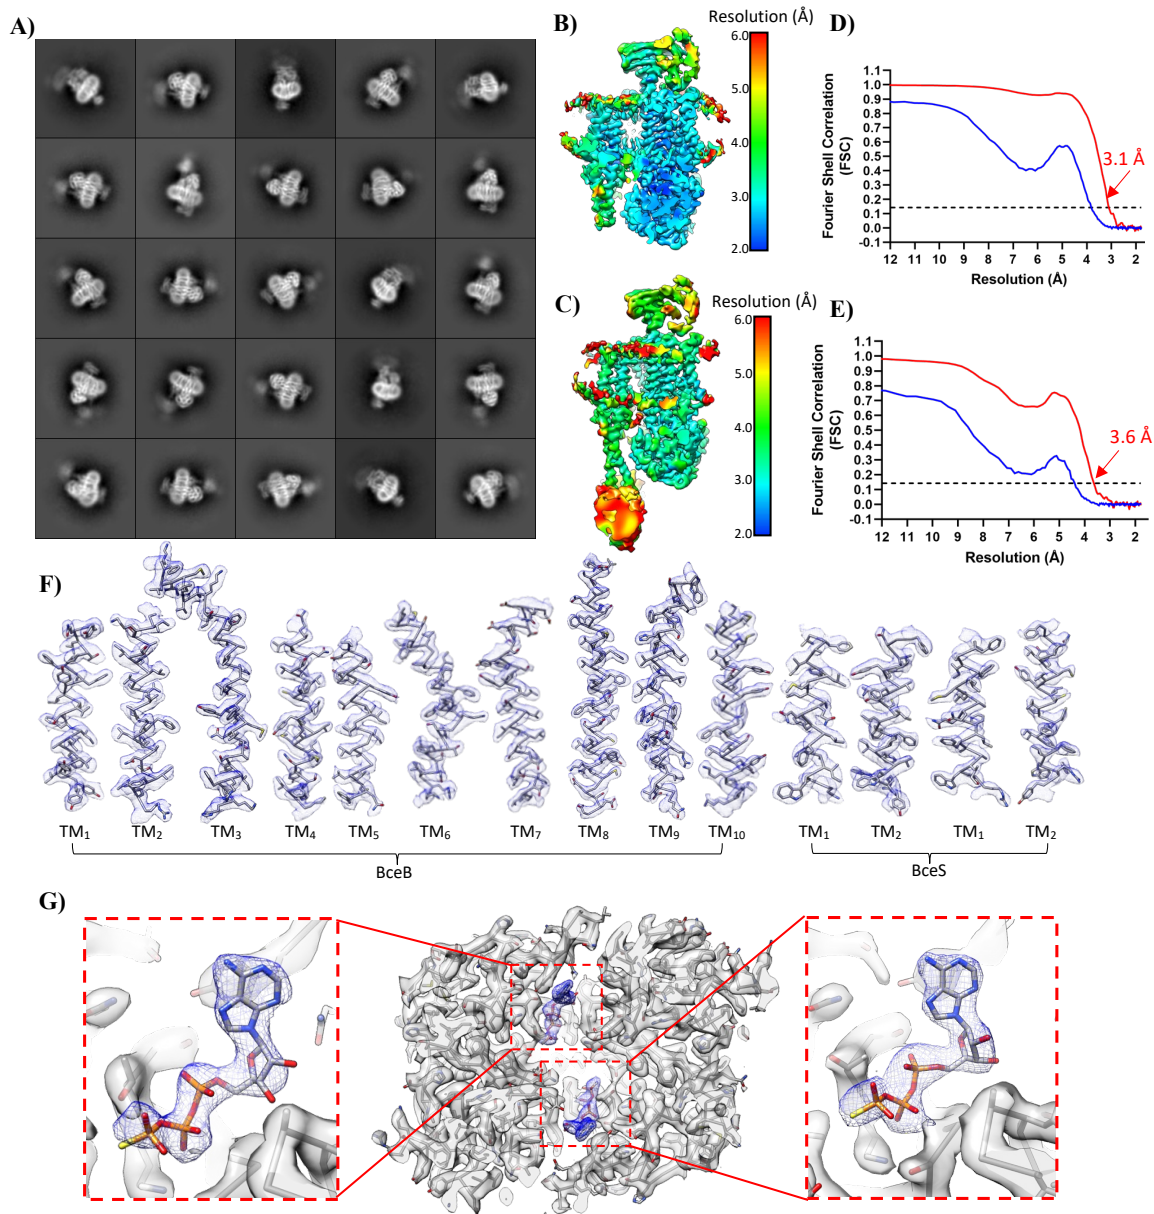 A)
B)
Resolution (Å)
6.0
5.0
4.0
3.0
2.0
C)
Resolution (Å)
6.0
5.0
4.0
3.0
2.0
D)
Fourier Shell Correlation
(FSC)
1.1
1.0
0.9
0.8
0.7
0.6
0.5
0.4
0.3
0.2
0.1
0.0
-0.1
3.1 Å
12 11 10 9 8 7 6 5 4 3 2
Resolution (Å)
E)
Fourier Shell Correlation
(FSC)
1.1
1.0
0.9
0.8
0.7
0.6
0.5
0.4
0.3
0.2
0.1
0.0
-0.1
3.6 Å
12 11 10 9 8 7 6 5 4 3 2
Resolution (Å)
F)
TM₁ TM₂ TM₃ TM₄ TM₅ TM₆ TM₇ TM₈ TM₉ TM₁₀ TM₁ TM₂ TM₁ TM₂
BceB BceS
G)